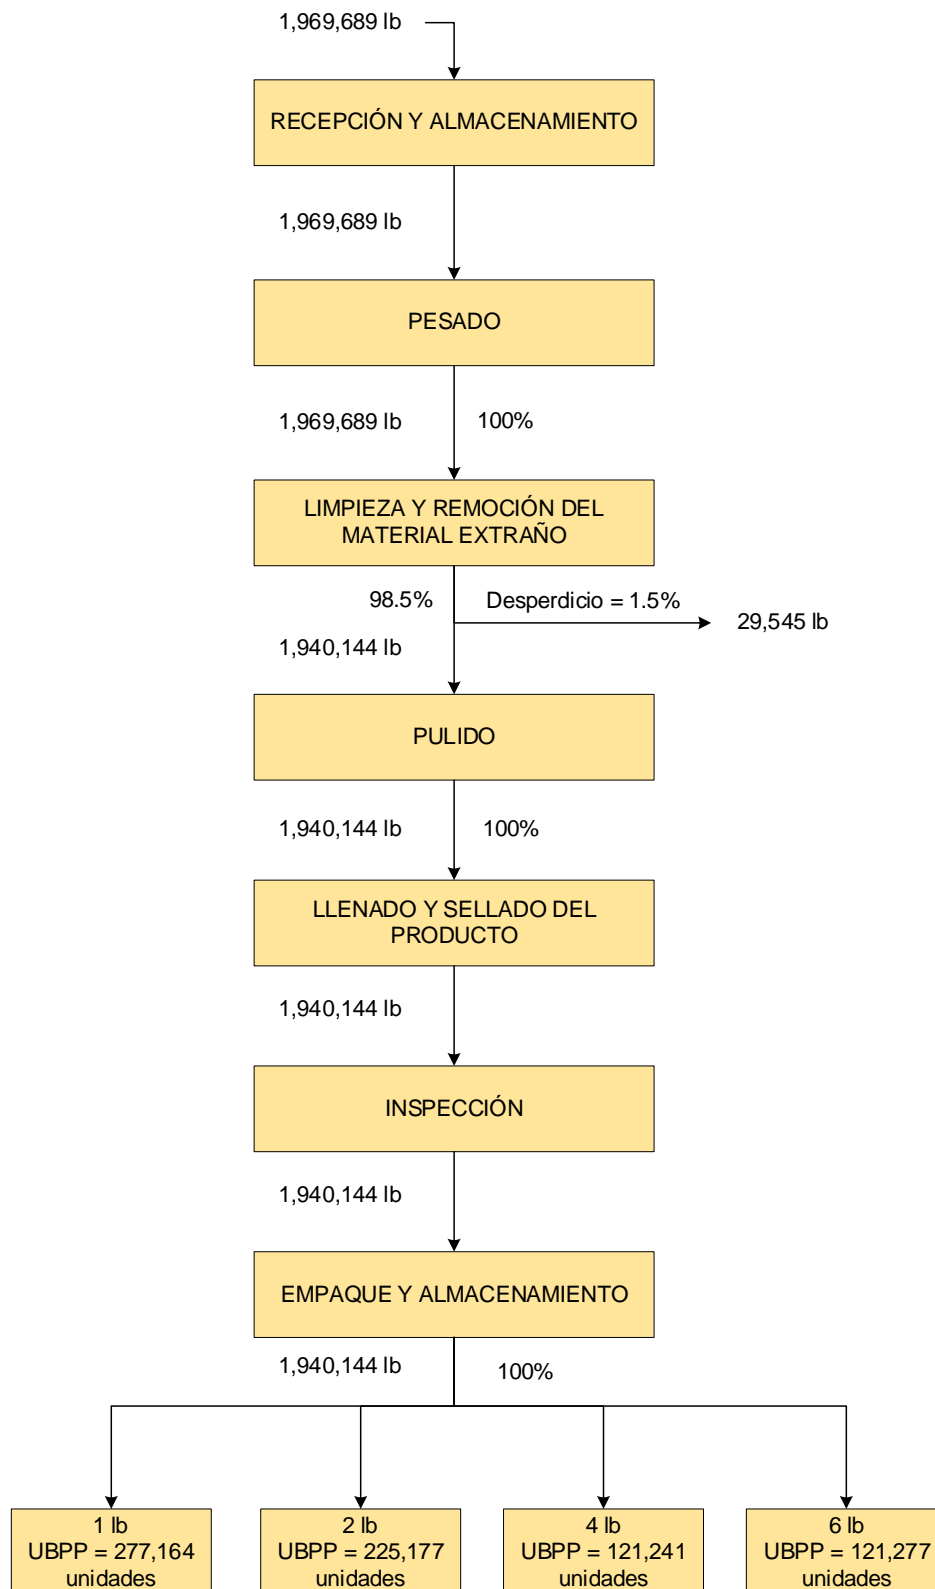 1,969,689 lb
RECEPCIÓN Y ALMACENAMIENTO
1,969,689 lb
PESADO
1,969,689 lb
100%
LIMPIEZA Y REMOCIÓN DEL
MATERIAL EXTRAÑO
98.5%
Desperdicio = 1.5%
29,545 lb
1,940,144 lb
PULIDO
1,940,144 lb
100%
LLENADO Y SELLADO DEL
PRODUCTO
1,940,144 lb
INSPECCIÓN
1,940,144 lb
EMPAQUE Y ALMACENAMIENTO
1,940,144 lb
100%
1 lb
UBPP = 277,164
unidades
2 lb
UBPP = 225,177
unidades
4 lb
UBPP = 121,241
unidades
6 lb
UBPP = 121,277
unidades